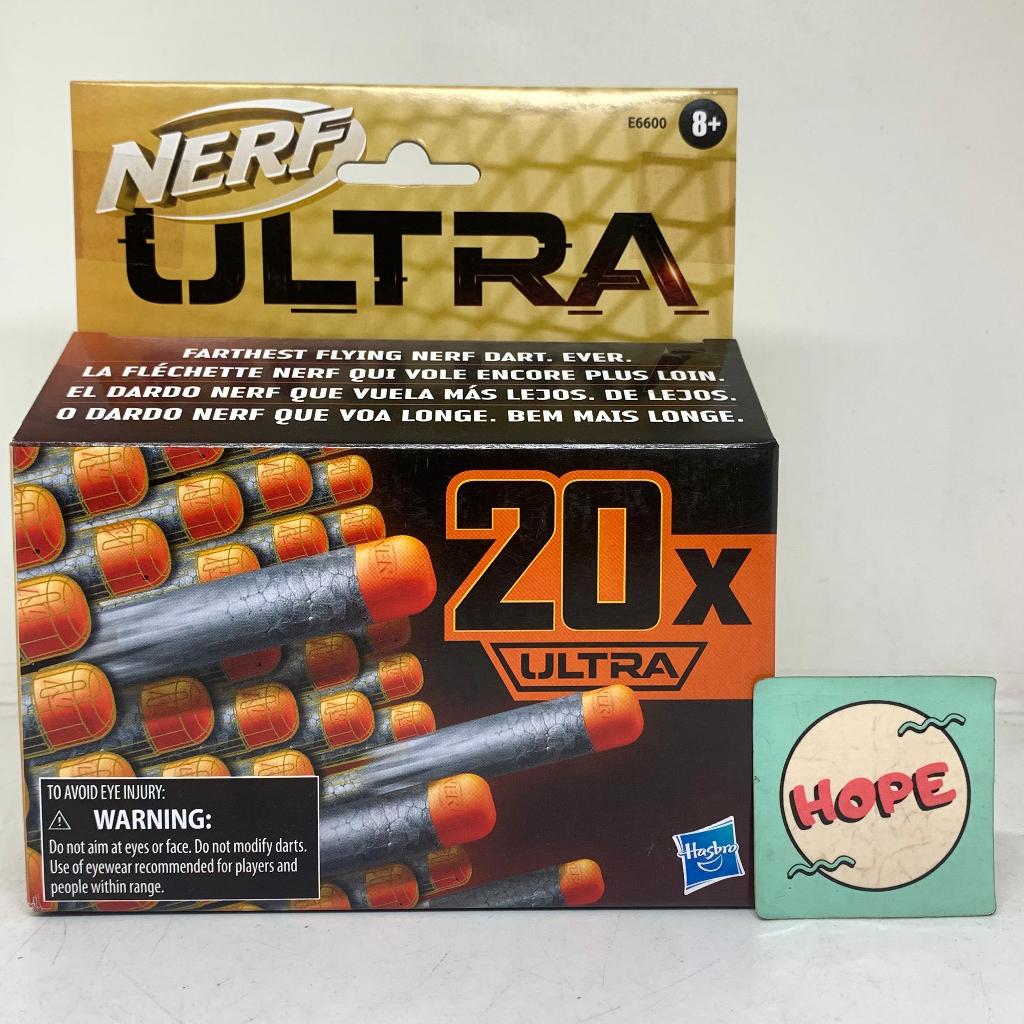 NERF
E6600
8+
ULTRA
FARTHEST FLYING NERF DART. EVER.
LA FLÉCHETTE NERF QUI VOLE ENCORE PLUS LOIN.
EL DARDO NERF QUE VUELA MÁS LEJOS. DE LEJOS.
O DARDO NERF QUE VOA LONGE. BEM MAIS LONGE.
20x
ULTRA
TO AVOID EYE INJURY:
WARNING:
Do not aim at eyes or face. Do not modify darts.
Use of eyewear recommended for players and
people within range.
Hasbro
HOPE